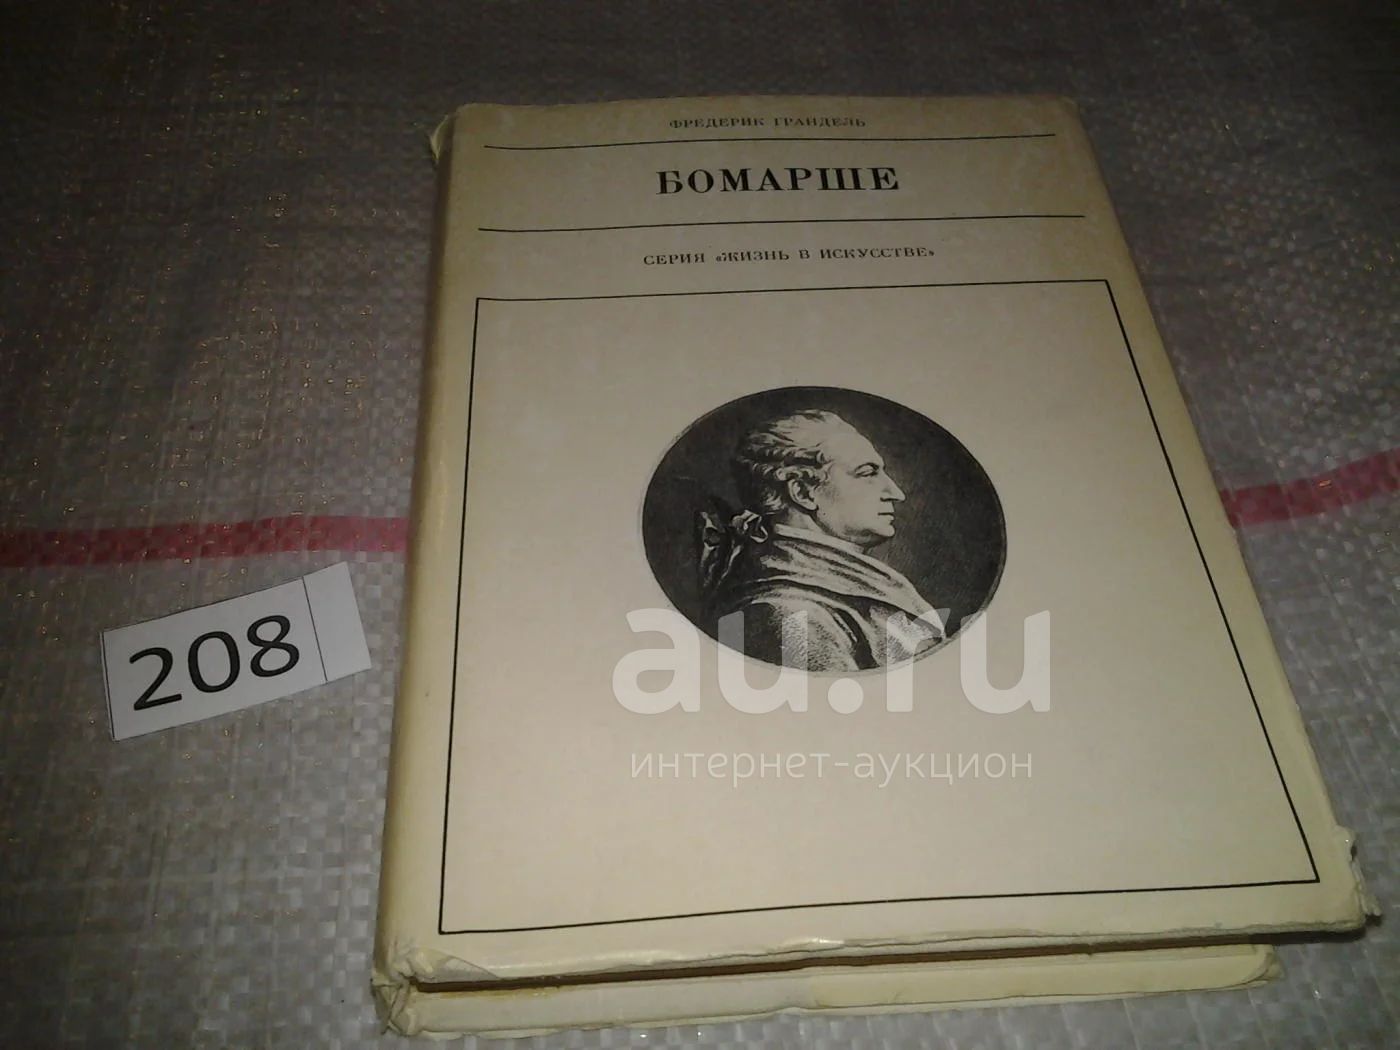 ФРЕДЕРИК ГРАНДЕЛЬ
БОМАРШЕ
СЕРИЯ «ЖИЗНЬ В ИСКУССТВЕ»
208
au.ru
интернет-аукцион